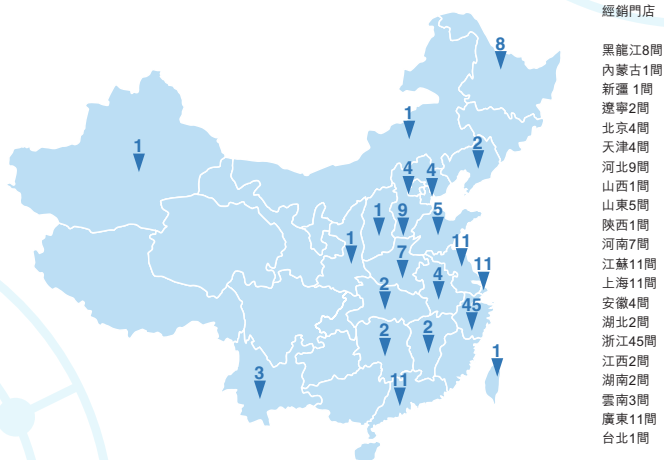 經銷門店
黑龍江8間
內蒙古1間
新疆 1間
遼寧2間
北京4間
天津4間
河北9間
山西1間
山東5間
陝西1間
河南7間
江蘇11間
上海11間
安徽4間
湖北2間
浙江45間
江西2間
湖南2間
雲南3間
廣東11間
台北1間
8
1
1
2
4
4
1
9
5
1
11
7
11
4
2
45
2
2
1
3
11